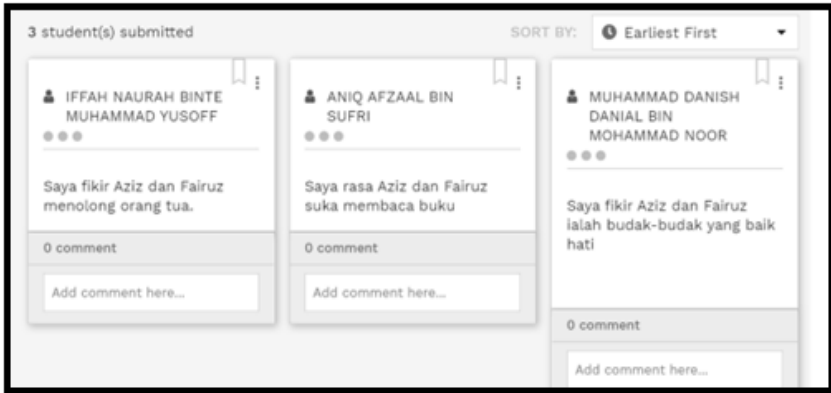 3 student(s) submitted
SORT BY: Earliest First
IFFAH NAURAH BINTE
MUHAMMAD YUSOFF
Saya fikir Aziz dan Fairuz
menolong orang tua.
0 comment
Add comment here...
ANIQ AFZAAL BIN
SUFRI
Saya rasa Aziz dan Fairuz
suka membaca buku
0 comment
Add comment here...
MUHAMMAD DANISH
DANIAL BIN
MOHAMMAD NOOR
Saya fikir Aziz dan Fairuz
ialah budak-budak yang baik
hati
0 comment
Add comment here...